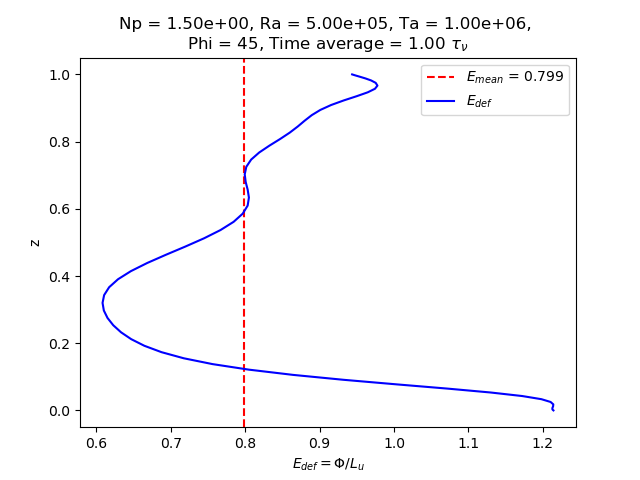 Np = 1.50e+00, Ra = 5.00e+05, Ta = 1.00e+06,
Phi = 45, Time average = 1.00 τ_ν
E_mean = 0.799
E_def
1.0
0.8
0.6
0.4
0.2
0.0
z
0.6 0.7 0.8 0.9 1.0 1.1 1.2
E_def = Φ/L_u